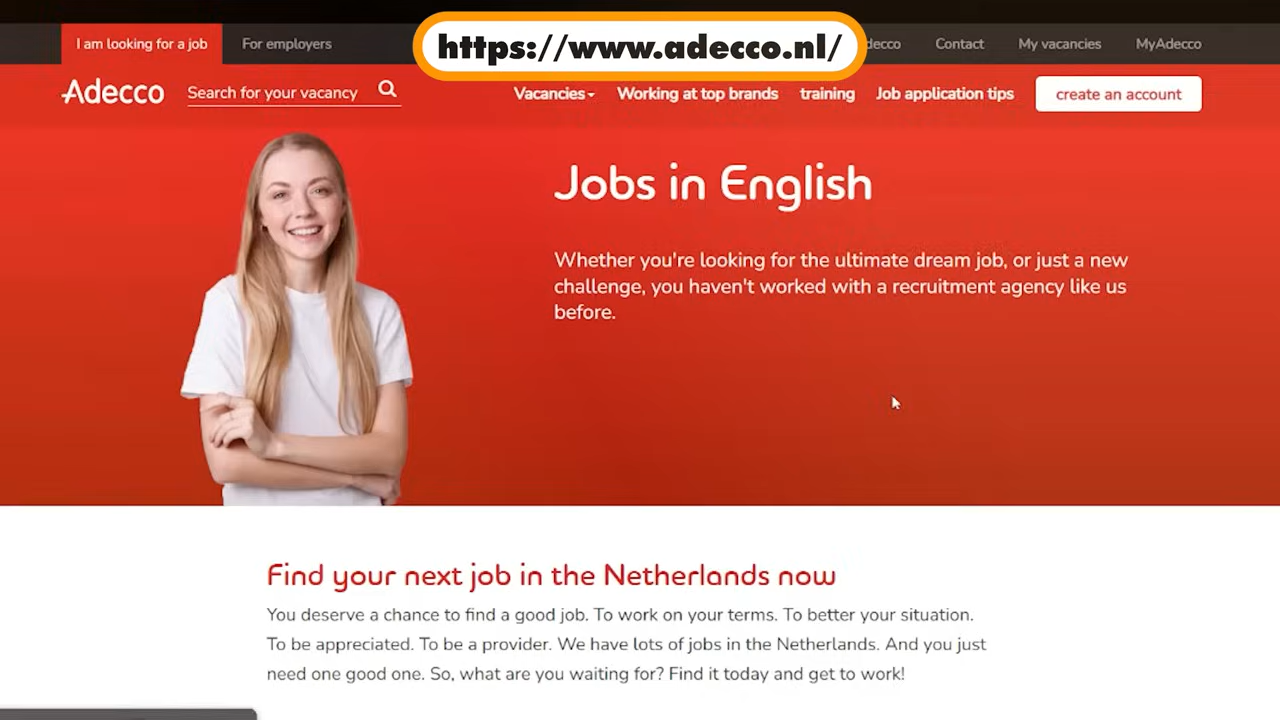 https://www.adecco.nl/
I am looking for a job
For employers
Contact
My vacancies
MyAdecco
Adecco
Search for your vacancy
Vacancies
Working at top brands
training
Job application tips
create an account
Jobs in English
Whether you're looking for the ultimate dream job, or just a new
challenge, you haven't worked with a recruitment agency like us
before.
Find your next job in the Netherlands now
You deserve a chance to find a good job. To work on your terms. To better your situation.
To be appreciated. To be a provider. We have lots of jobs in the Netherlands. And you just
need one good one. So, what are you waiting for? Find it today and get to work!